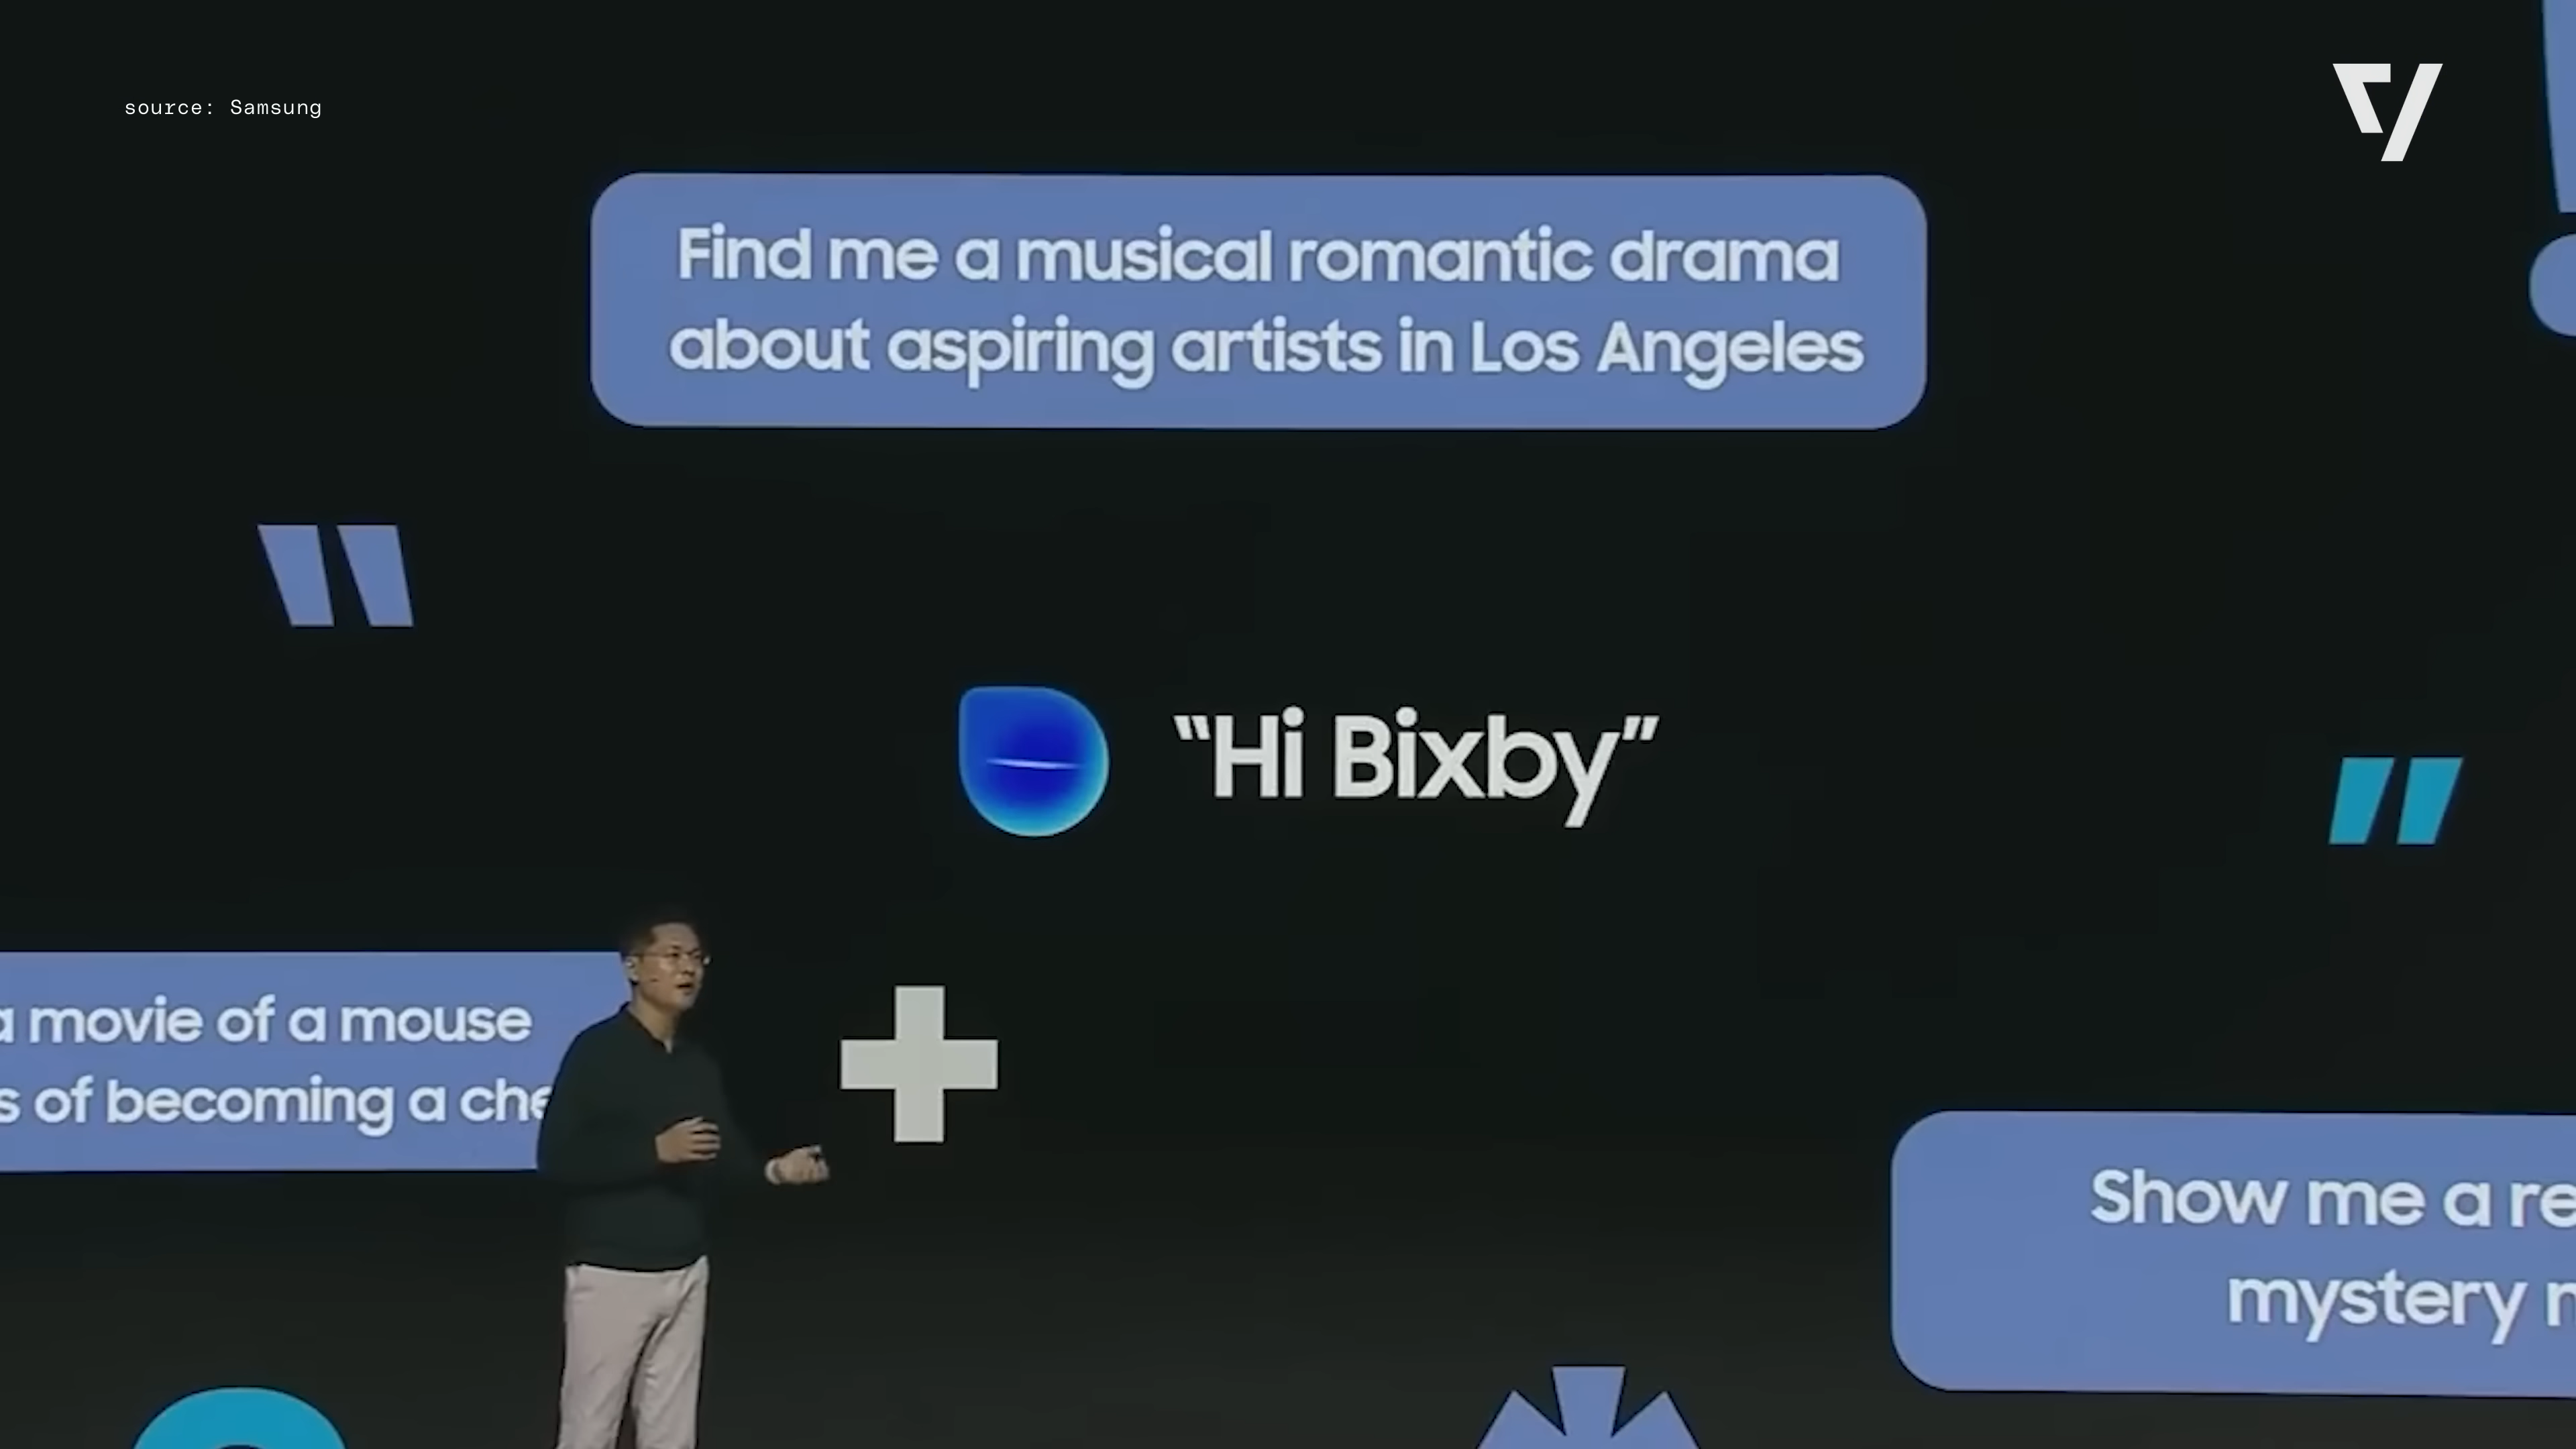 source: Samsung
Find me a musical romantic drama
about aspiring artists in Los Angeles
"Hi Bixby"
a movie of a mouse
of becoming a
Show me a
mystery